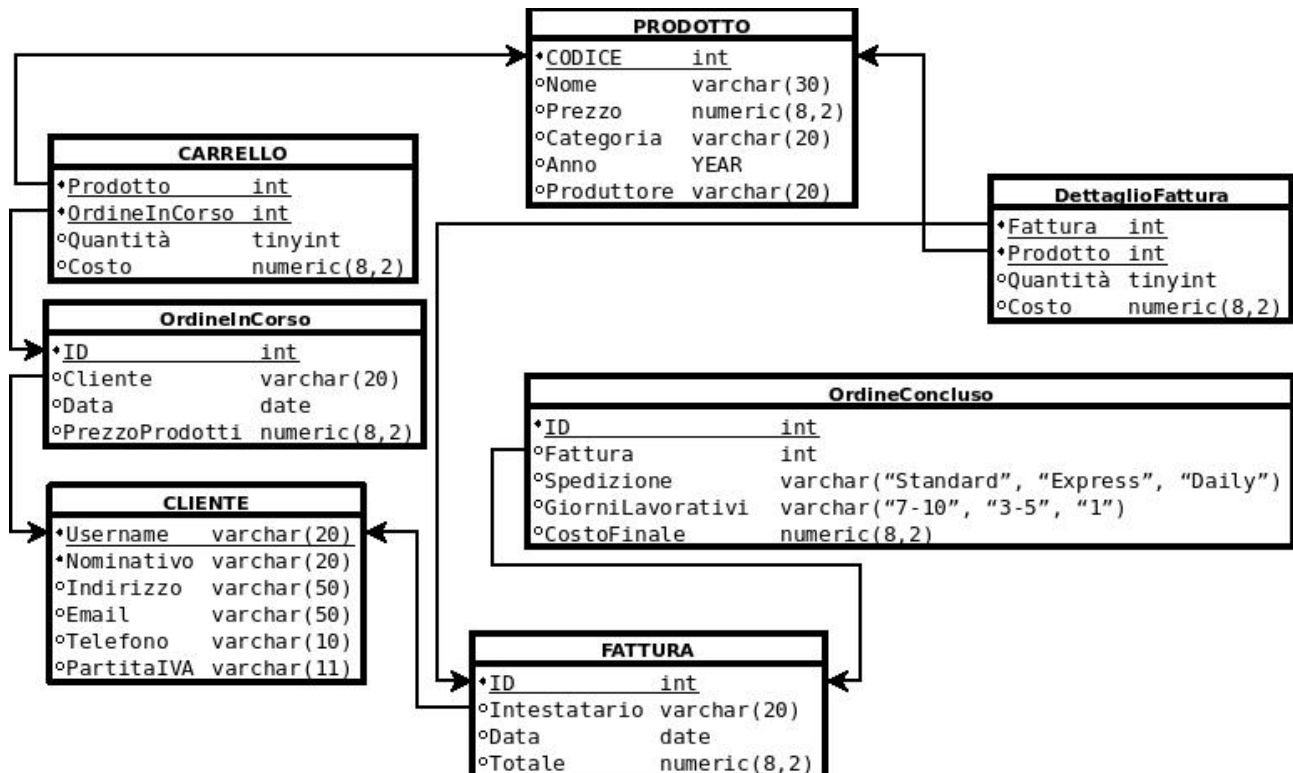 PRODOTTO
CODICE int
Nome varchar(30)
Prezzo numeric(8,2)
Categoria varchar(20)
Anno YEAR
Produttore varchar(20)
CARRELLO
Prodotto int
OrdineInCorso int
Quantità tinyint
Costo numeric(8,2)
DettaglioFattura
Fattura int
Prodotto int
Quantità tinyint
Costo numeric(8,2)
OrdineInCorso
ID int
Cliente varchar(20)
Data date
PrezzoProdotti numeric(8,2)
OrdineConcluso
ID int
Fattura int
Spedizione varchar(“Standard”, “Express”, “Daily”)
GiorniLavorativi varchar(“7-10”, “3-5”, “1”)
CostoFinale numeric(8,2)
CLIENTE
Username varchar(20)
Nominativo varchar(20)
Indirizzo varchar(50)
Email varchar(50)
Telefono varchar(10)
PartitaIVA varchar(11)
FATTURA
ID int
Intestatario varchar(20)
Data date
Totale numeric(8,2)